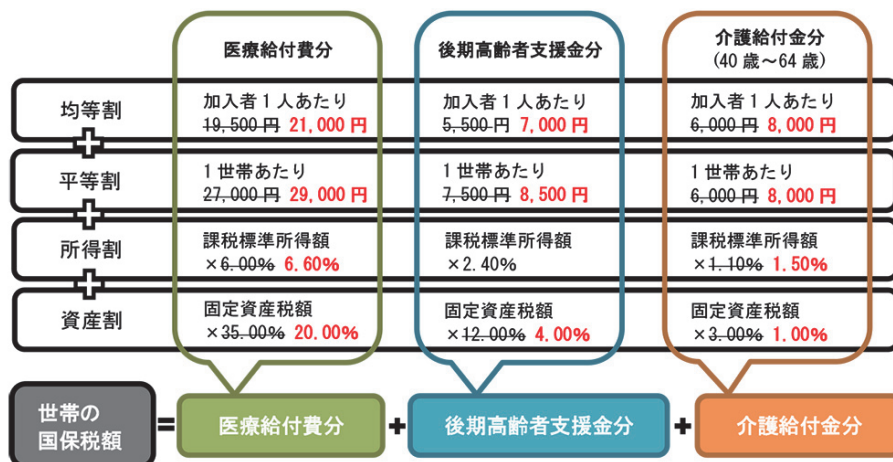 医療給付費分
後期高齢者支援金分
介護給付金分
(40歳～64歳)
均等割
加入者1人あたり
19,500円 21,000円
加入者1人あたり
5,500円 7,000円
加入者1人あたり
6,000円 8,000円
+
平等割
1世帯あたり
27,000円 29,000円
1世帯あたり
7,500円 8,500円
1世帯あたり
6,000円 8,000円
+
所得割
課税標準所得額
×6.00% 6.60%
課税標準所得額
×2.40%
課税標準所得額
×1.10% 1.50%
+
資産割
固定資産税額
×35.00% 20.00%
固定資産税額
×12.00% 4.00%
固定資産税額
×3.00% 1.00%
世帯の
国保税額
=
医療給付費分
+
後期高齢者支援金分
+
介護給付金分